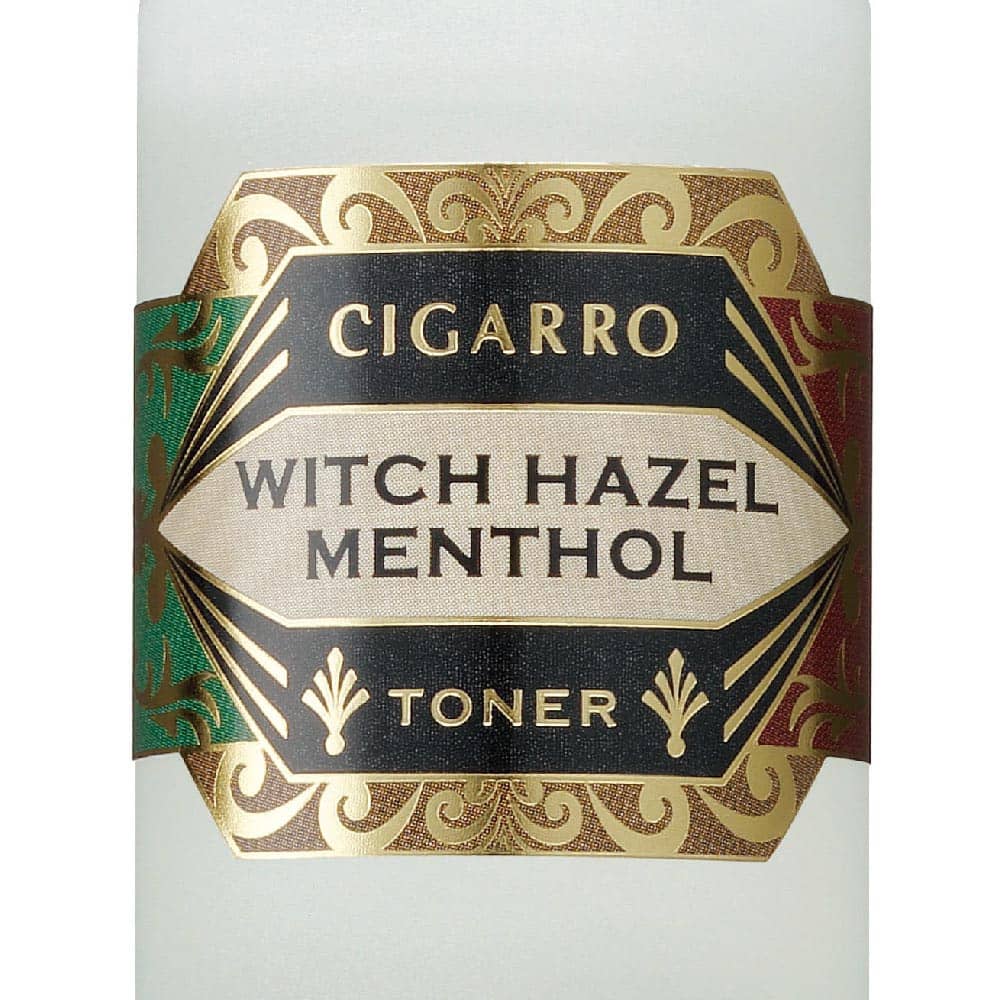 CIGARRO
WITCH HAZEL
MENTHOL
TONER